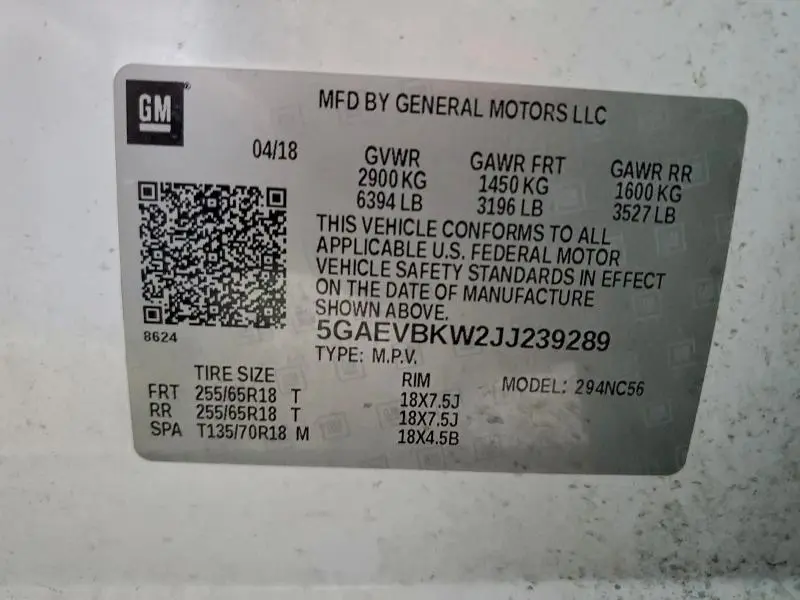 GM
MFD BY GENERAL MOTORS LLC
04/18
GVWR GAWR FRT GAWR RR
2900 KG 1450 KG 1600 KG
6394 LB 3196 LB 3527 LB
THIS VEHICLE CONFORMS TO ALL
APPLICABLE U.S. FEDERAL MOTOR
VEHICLE SAFETY STANDARDS IN EFFECT
ON THE DATE OF MANUFACTURE
SHOWN ABOVE.
8624
5GAEVBKW2JJ239289
TYPE: M.P.V.
TIRE SIZE RIM MODEL: 294NC56
FRT 255/65R18 T 18X7.5J
RR 255/65R18 T 18X7.5J
SPA T135/70R18 M 18X4.5B